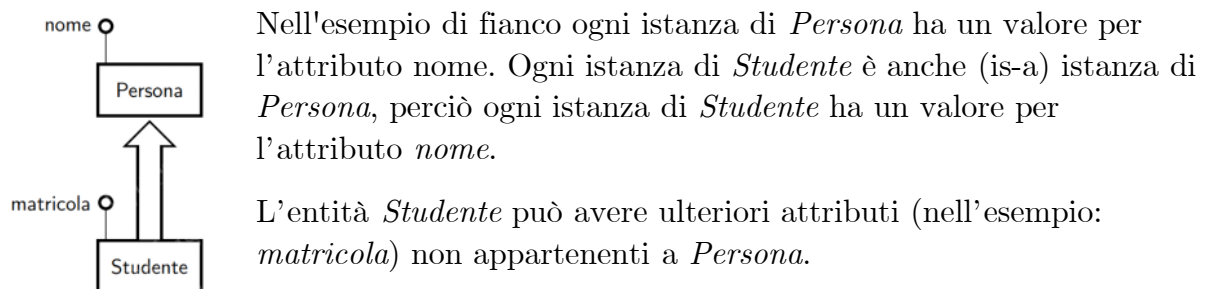 nome
Persona
matricola
Studente
Nell'esempio di fianco ogni istanza di Persona ha un valore per
l’attributo nome. Ogni istanza di Studente è anche (is-a) istanza di
Persona, perciò ogni istanza di Studente ha un valore per
l’attributo nome.
L’entità Studente può avere ulteriori attributi (nell’esempio:
matricola) non appartenenti a Persona.